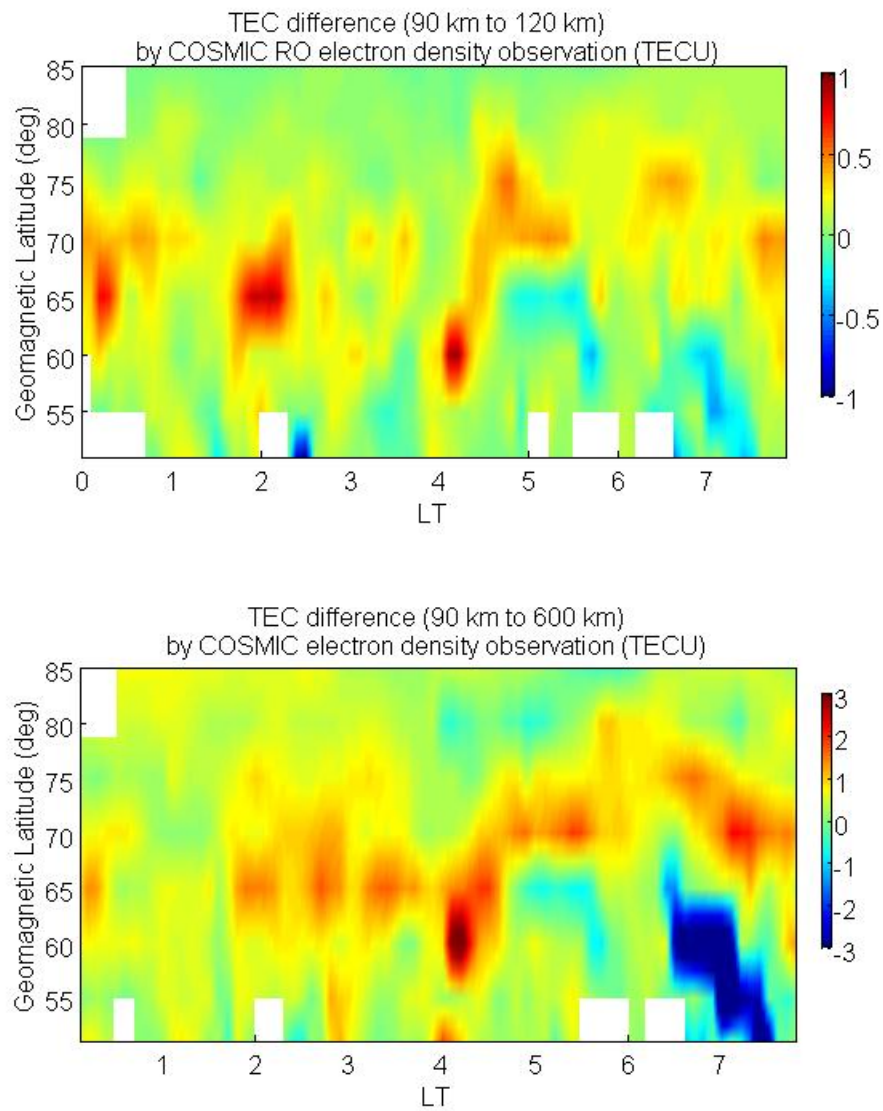 TEC difference (90 km to 120 km)
by COSMIC RO electron density observation (TECU)
Geomagnetic Latitude (deg)
85
80
75
70
65
60
55
0 1 2 3 4 5 6 7
LT
1
0.5
0
-0.5
-1
TEC difference (90 km to 600 km)
by COSMIC electron density observation (TECU)
Geomagnetic Latitude (deg)
85
80
75
70
65
60
55
1 2 3 4 5 6 7
LT
3
2
1
0
-1
-2
-3